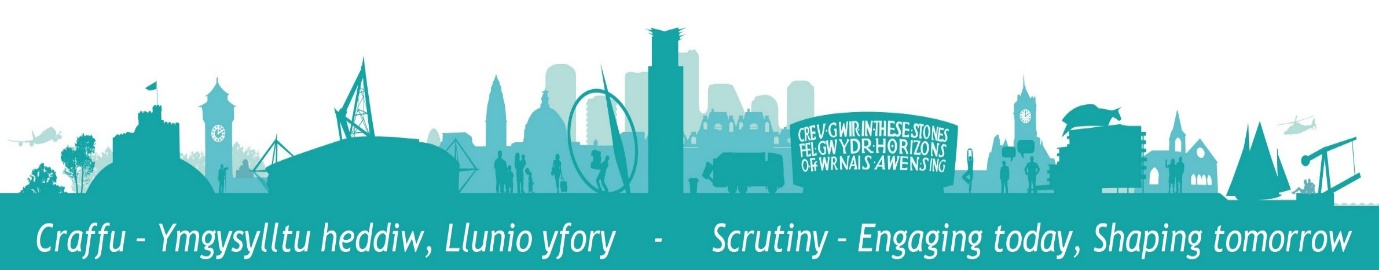 CREU·GWIR IN·THESE·STONES
FEL·GWYDR·HORIZONS
O·FFWRNAIS·AWEN SING
Craffu – Ymgysylltu heddiw, Llunio yfory - Scrutiny – Engaging today, Shaping tomorrow